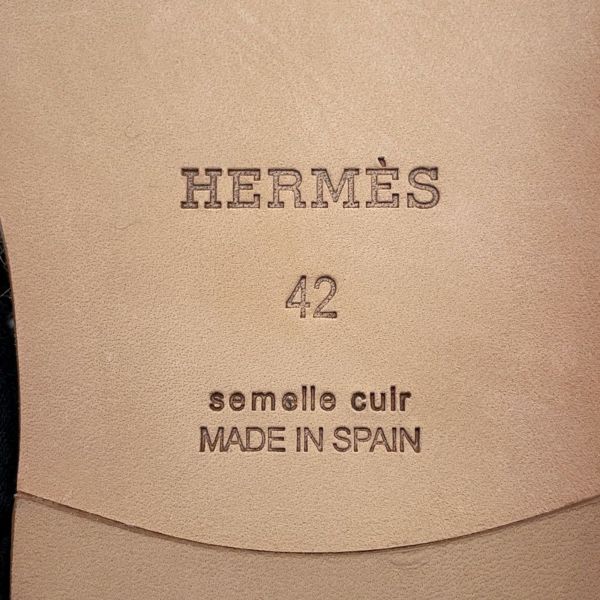 HERMÈS
42
semelle cuir
MADE IN SPAIN